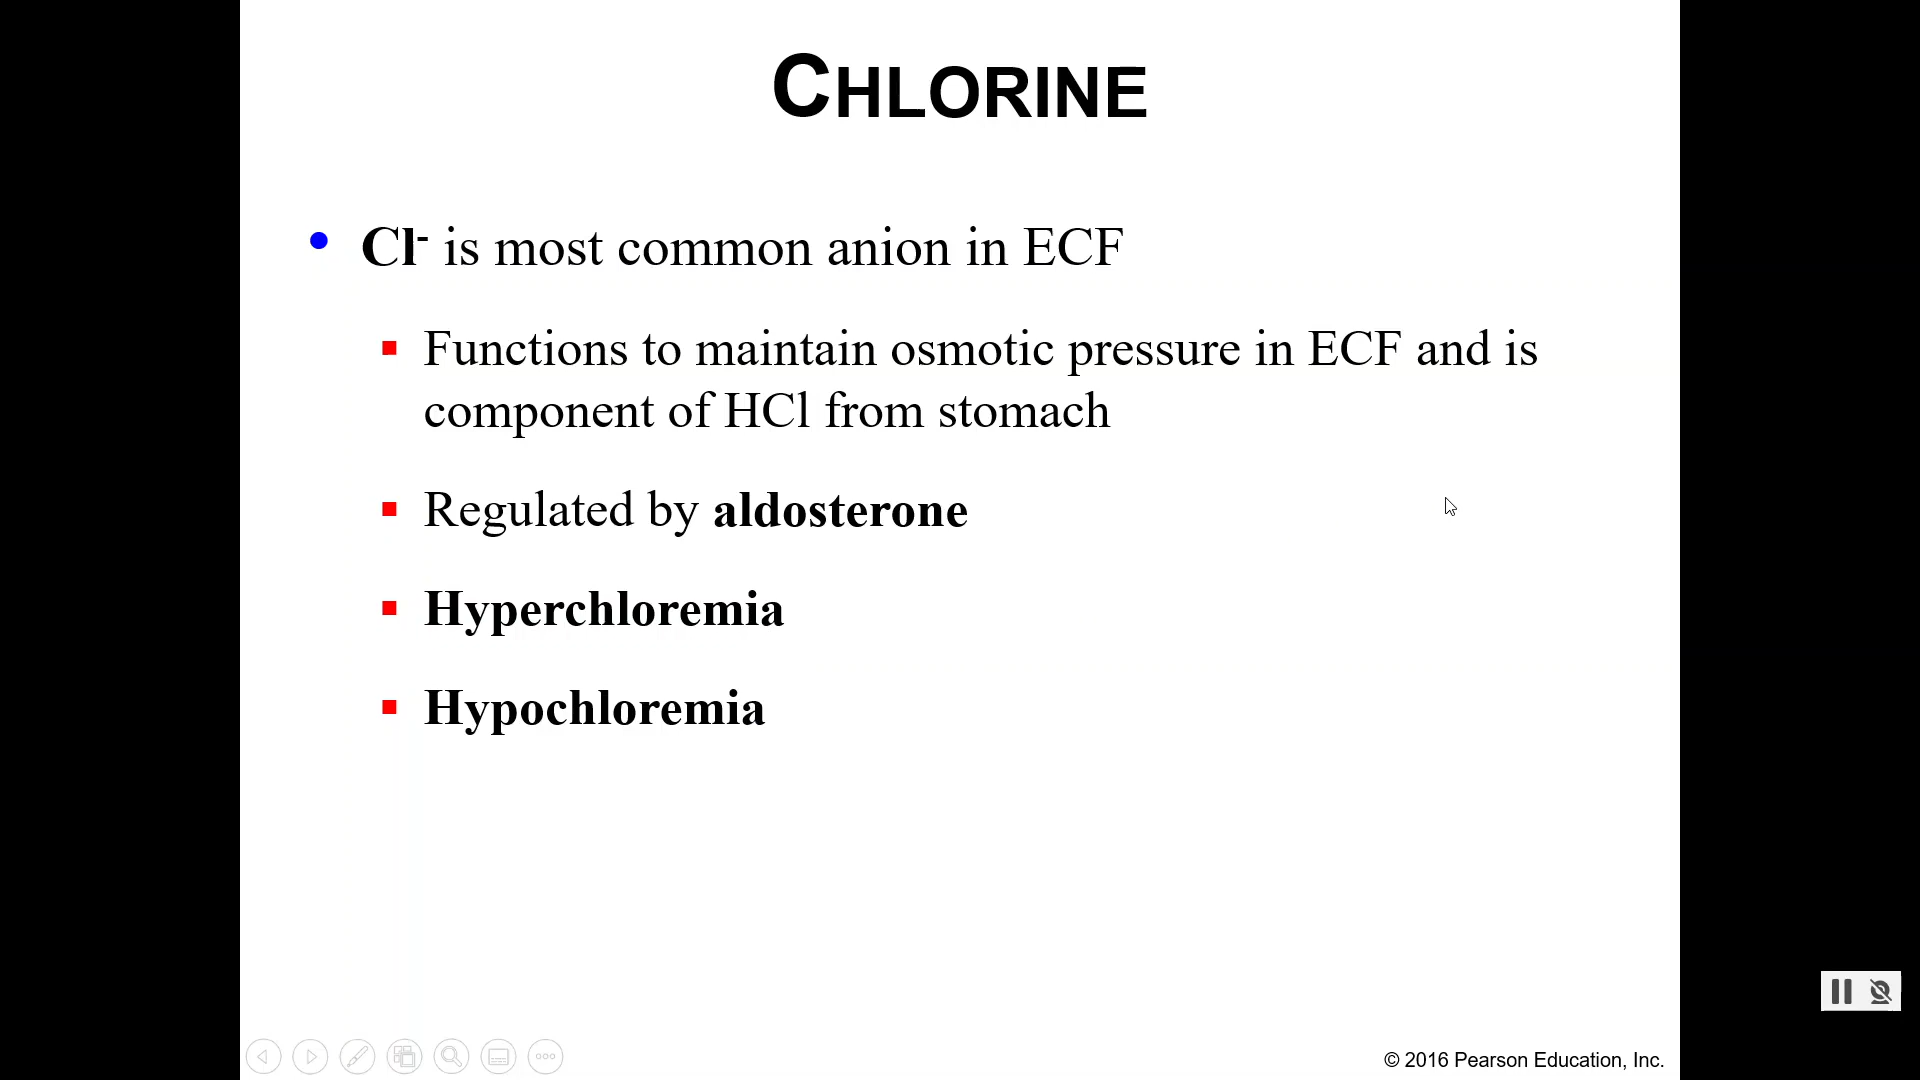 CHLORINE
Cl- is most common anion in ECF
Functions to maintain osmotic pressure in ECF and is
component of HCl from stomach
Regulated by aldosterone
Hyperchloremia
Hypochloremia
© 2016 Pearson Education, Inc.